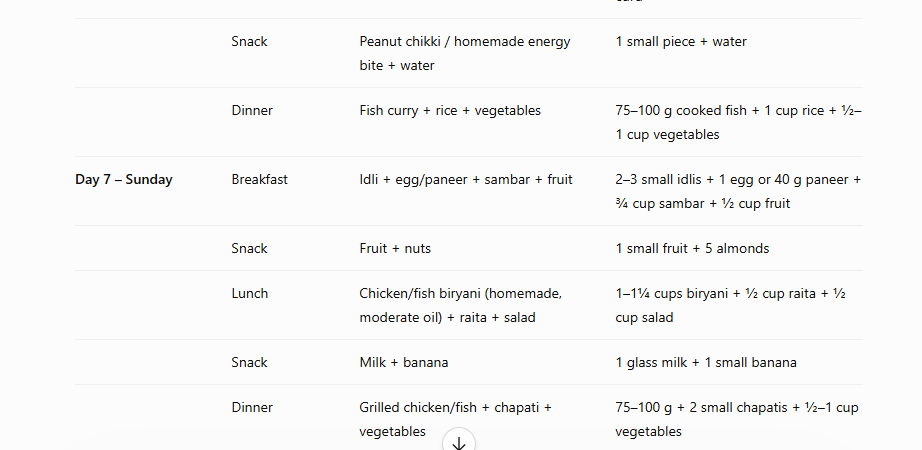 Snack Peanut chikki / homemade energy 1 small piece + water
bite + water
Dinner Fish curry + rice + vegetables 75–100 g cooked fish + 1 cup rice + ½–
1 cup vegetables
Day 7 – Sunday Breakfast Idli + egg/paneer + sambar + fruit 2–3 small idlis + 1 egg or 40 g paneer +
¾ cup sambar + ½ cup fruit
Snack Fruit + nuts 1 small fruit + 5 almonds
Lunch Chicken/fish biryani (homemade, 1–1¼ cups biryani + ½ cup raita + ½
moderate oil) + raita + salad cup salad
Snack Milk + banana 1 glass milk + 1 small banana
Dinner Grilled chicken/fish + chapati + 75–100 g + 2 small chapatis + ½–1 cup
vegetables vegetables